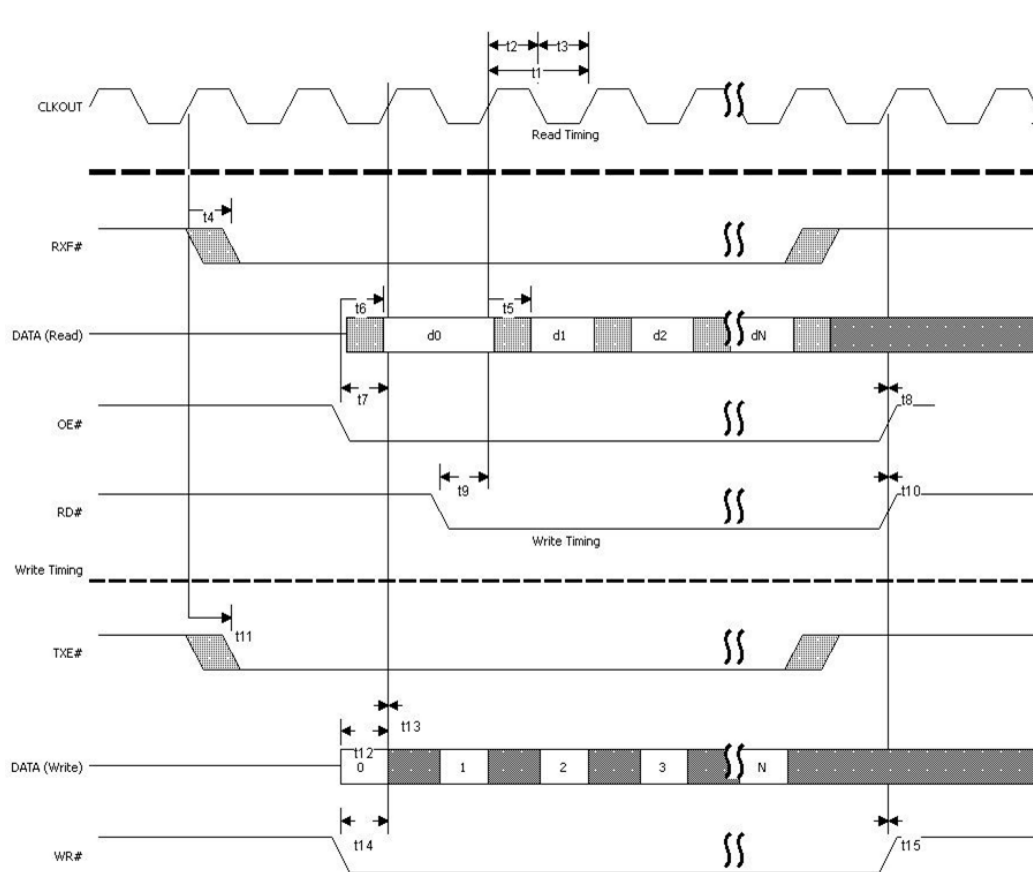 t2 t3
t1
CLKOUT
Read Timing
t4
RXF#
t6 t5
DATA (Read) d0 d1 d2 dN
t7 t8
OE#
t9 t10
RD#
Write Timing
Write Timing
t11
TXE#
t13
t12
DATA (Write) 0 1 2 3 N
t14 t15
WR#